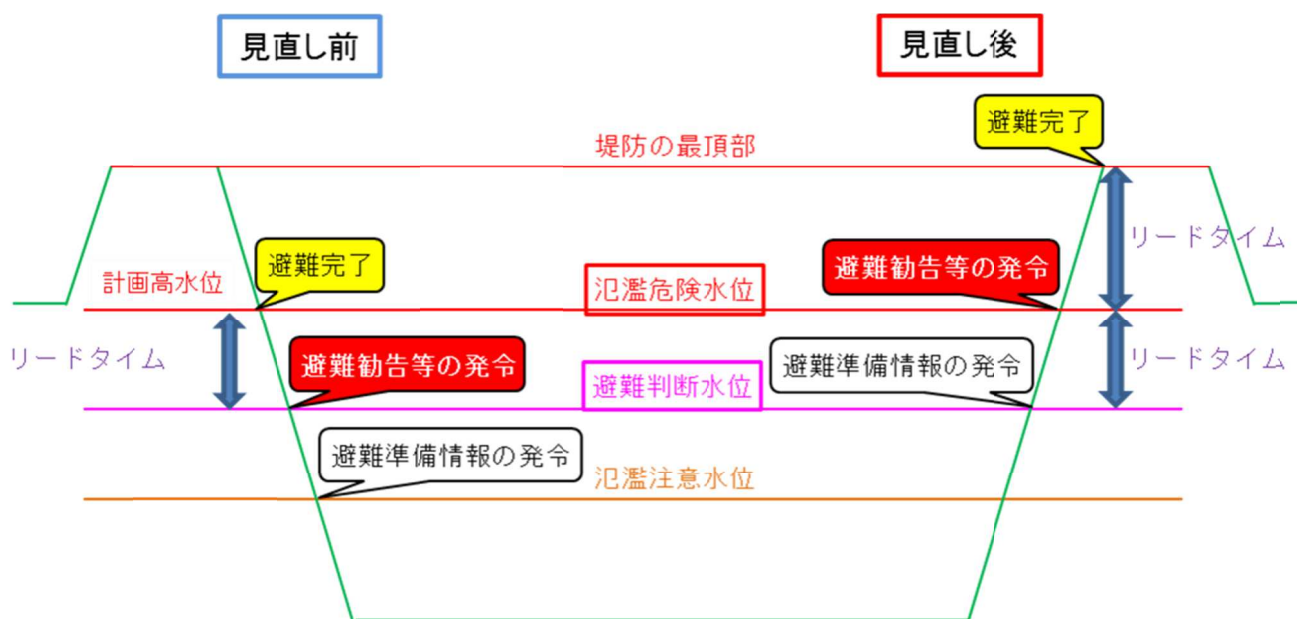 見直し前
見直し後
避難完了
堤防の最頂部
リードタイム
避難完了
避難勧告等の発令
計画高水位
氾濫危険水位
リードタイム
避難勧告等の発令
避難準備情報の発令
リードタイム
避難判断水位
避難準備情報の発令
氾濫注意水位